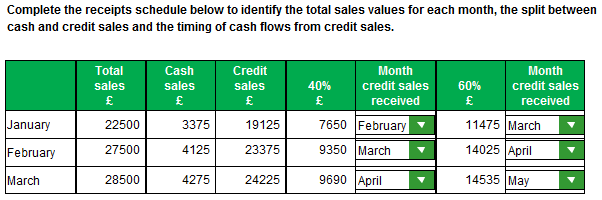 Complete the receipts schedule below to identify the total sales values for each month, the split between
cash and credit sales and the timing of cash flows from credit sales.
Total sales £ Cash sales £ Credit sales £ 40% £ Month credit sales received 60% £ Month credit sales received
January 22500 3375 19125 7650 February 11475 March
February 27500 4125 23375 9350 March 14025 April
March 28500 4275 24225 9690 April 14535 May